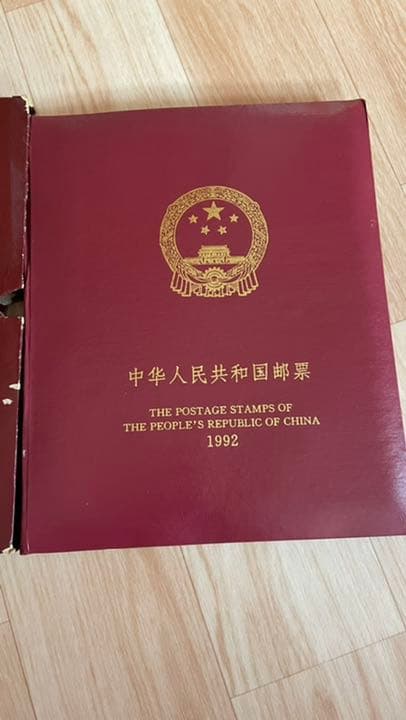 中华人民共和国邮票
THE POSTAGE STAMPS OF
THE PEOPLE'S REPUBLIC OF CHINA
1992